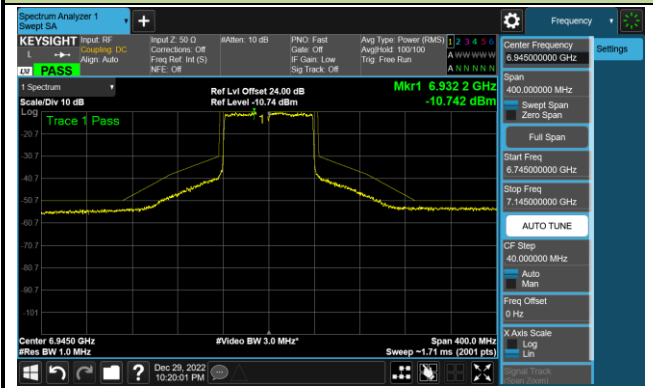 Spectrum Analyzer 1
Swept SA
Frequency
KEYSIGHT
Input: RF
Coupling: DC
Align: Auto
Input Z: 50 Ω
Corrections: Off
Freq Ref: Int (S)
NFE: Off
#Atten: 10 dB
PNO: Fast
Gate: Off
IF Gain: Low
Sig Track: Off
Avg Type: Power (RMS)
Avg|Hold: 100/100
Trig: Free Run
1 2 3 4 5 6
A W W W W W
A N N N N N
L
LXI
PASS
1 Spectrum
Scale/Div 10 dB
Ref Lvl Offset 24.00 dB
Ref Level -10.74 dBm
Mkr1 6.932 2 GHz
-10.742 dBm
Log
Trace 1 Pass
1
-20.7
-30.7
-40.7
-50.7
-60.7
-70.7
-80.7
-90.7
-101
Center 6.9450 GHz
#Res BW 1.0 MHz
#Video BW 3.0 MHz*
Span 400.0 MHz
Sweep ~1.71 ms (2001 pts)
Dec 29, 2022
10:20:01 PM
Center Frequency
6.945000000 GHz
Settings
Span
400.000000 MHz
Swept Span
Zero Span
Full Span
Start Freq
6.745000000 GHz
Stop Freq
7.145000000 GHz
AUTO TUNE
CF Step
40.000000 MHz
Auto
Man
Freq Offset
0 Hz
X Axis Scale
Log
Lin
Signal Track
(Span Zoom)